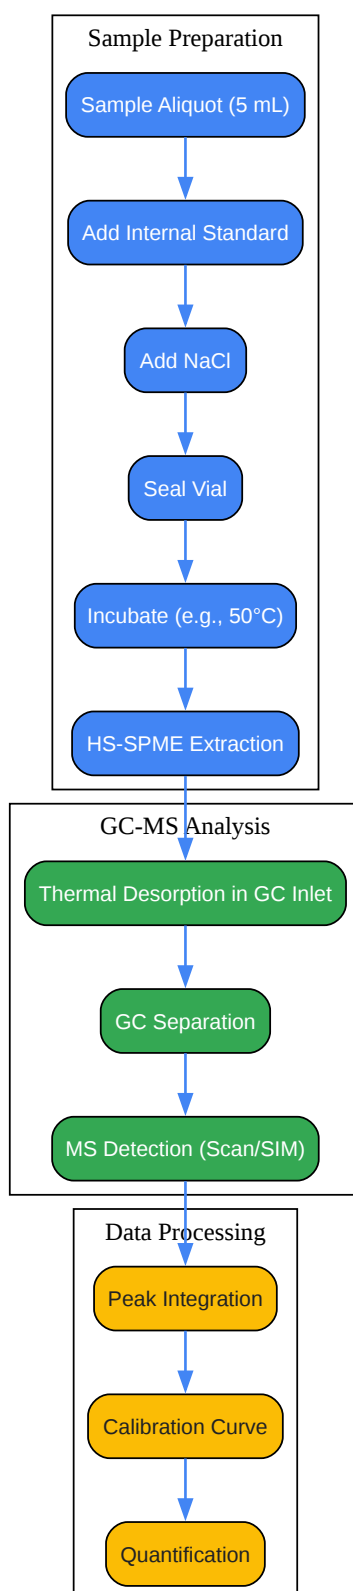 Sample Preparation
Sample Aliquot (5 mL)
Add Internal Standard
Add NaCl
Seal Vial
Incubate (e.g., 50°C)
HS-SPME Extraction
GC-MS Analysis
Thermal Desorption in GC Inlet
GC Separation
MS Detection (Scan/SIM)
Data Processing
Peak Integration
Calibration Curve
Quantification